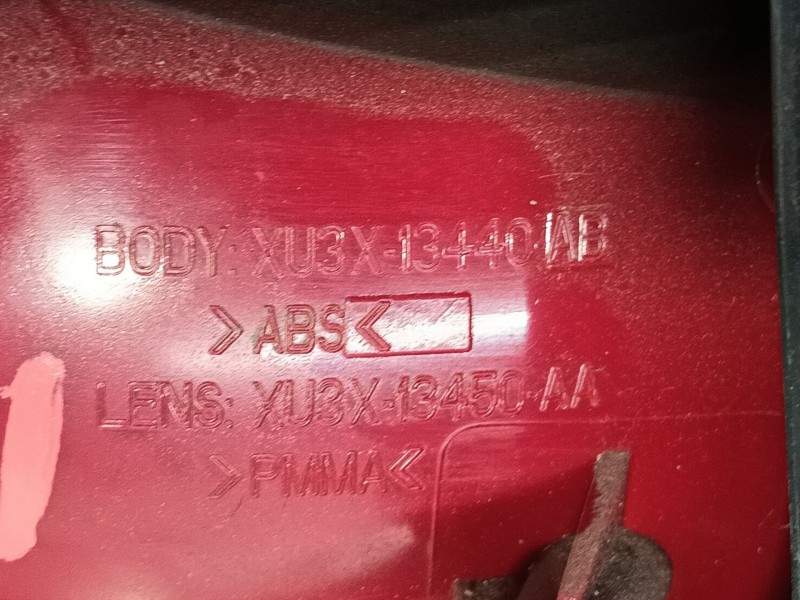 BODY: XU3X-13440-AB
>ABS<
LENS: XU3X-13450-AA
>PMMA<